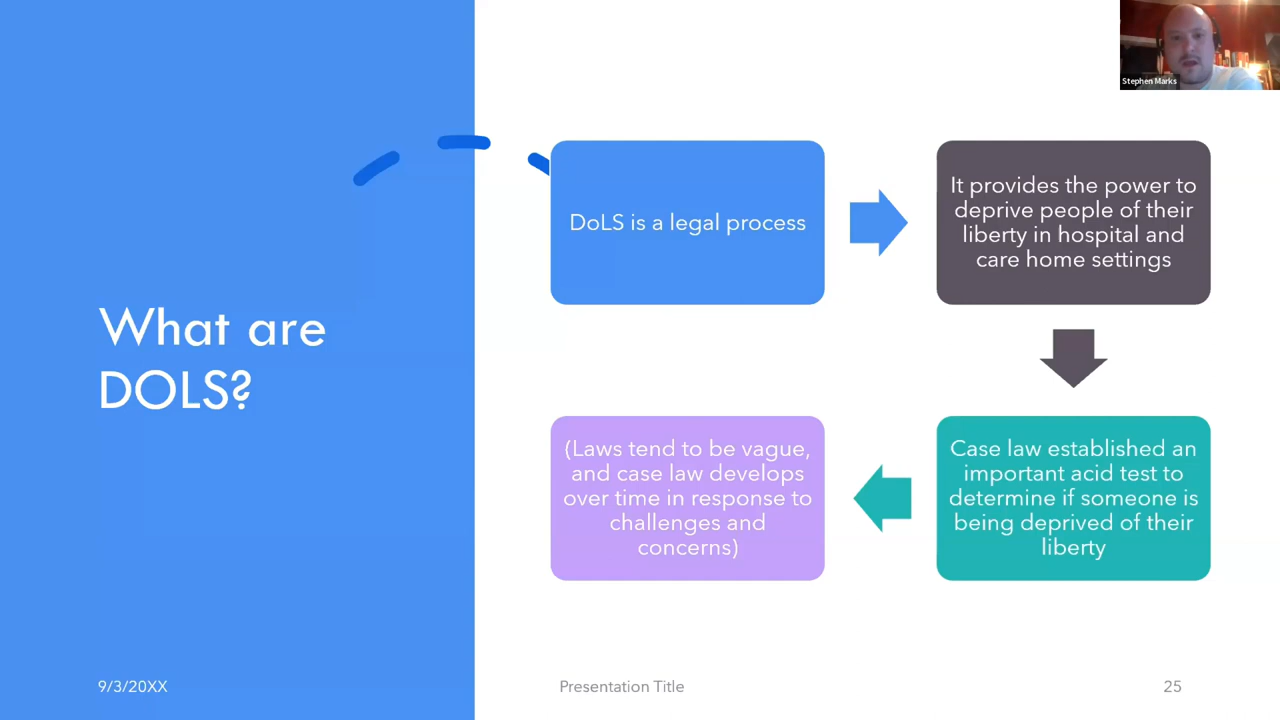 Stephen Marks
What are
DOLS?
DoLS is a legal process
It provides the power to
deprive people of their
liberty in hospital and
care home settings
Case law established an
important acid test to
determine if someone is
being deprived of their
liberty
(Laws tend to be vague,
and case law develops
over time in response to
challenges and
concerns)
9/3/20XX
Presentation Title
25